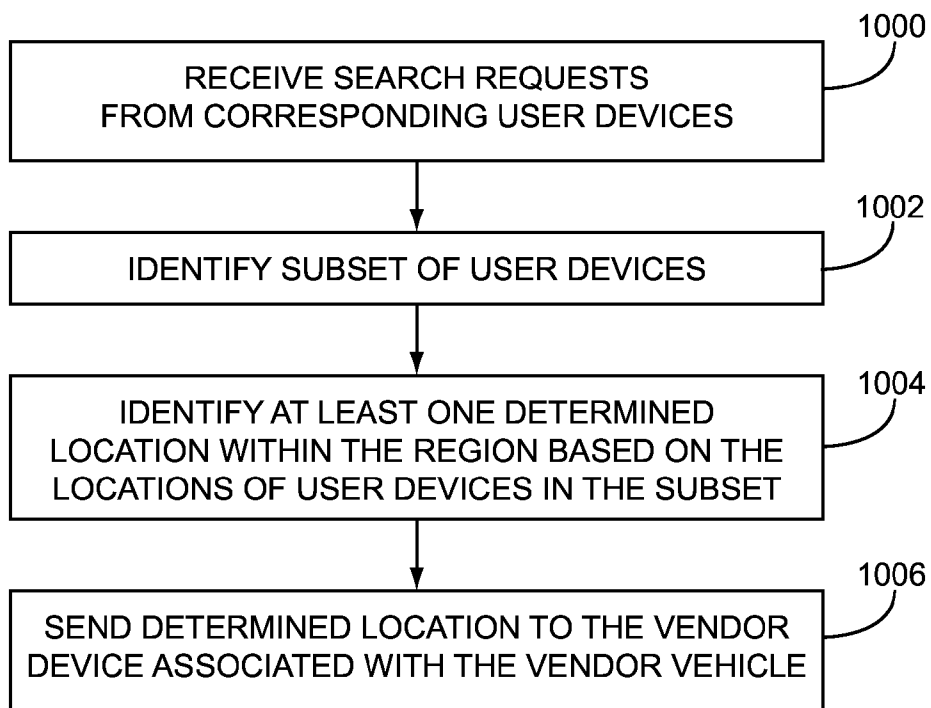 1000
RECEIVE SEARCH REQUESTS
FROM CORRESPONDING USER DEVICES
1002
IDENTIFY SUBSET OF USER DEVICES
1004
IDENTIFY AT LEAST ONE DETERMINED
LOCATION WITHIN THE REGION BASED ON THE
LOCATIONS OF USER DEVICES IN THE SUBSET
1006
SEND DETERMINED LOCATION TO THE VENDOR
DEVICE ASSOCIATED WITH THE VENDOR VEHICLE